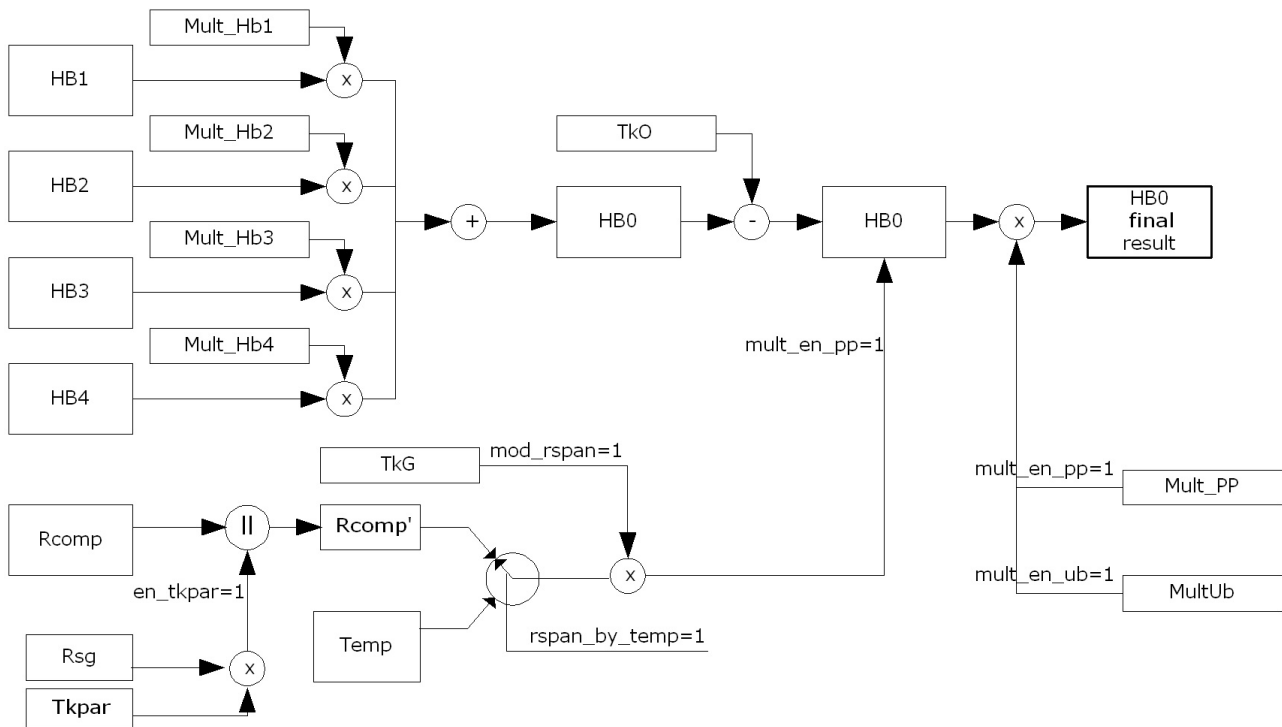 Mult_Hb1
HB1
x
Mult_Hb2
HB2
x
Mult_Hb3
HB3
x
Mult_Hb4
HB4
x
+
HB0
TkO
-
HB0
x
HB0
final
result
mult_en_pp=1
TkG
mod_rspan=1
Rcomp
||
Rcomp'
en_tkpar=1
Temp
x
rspan_by_temp=1
Rsg
x
Tkpar
mult_en_pp=1
Mult_PP
mult_en_ub=1
MultUb